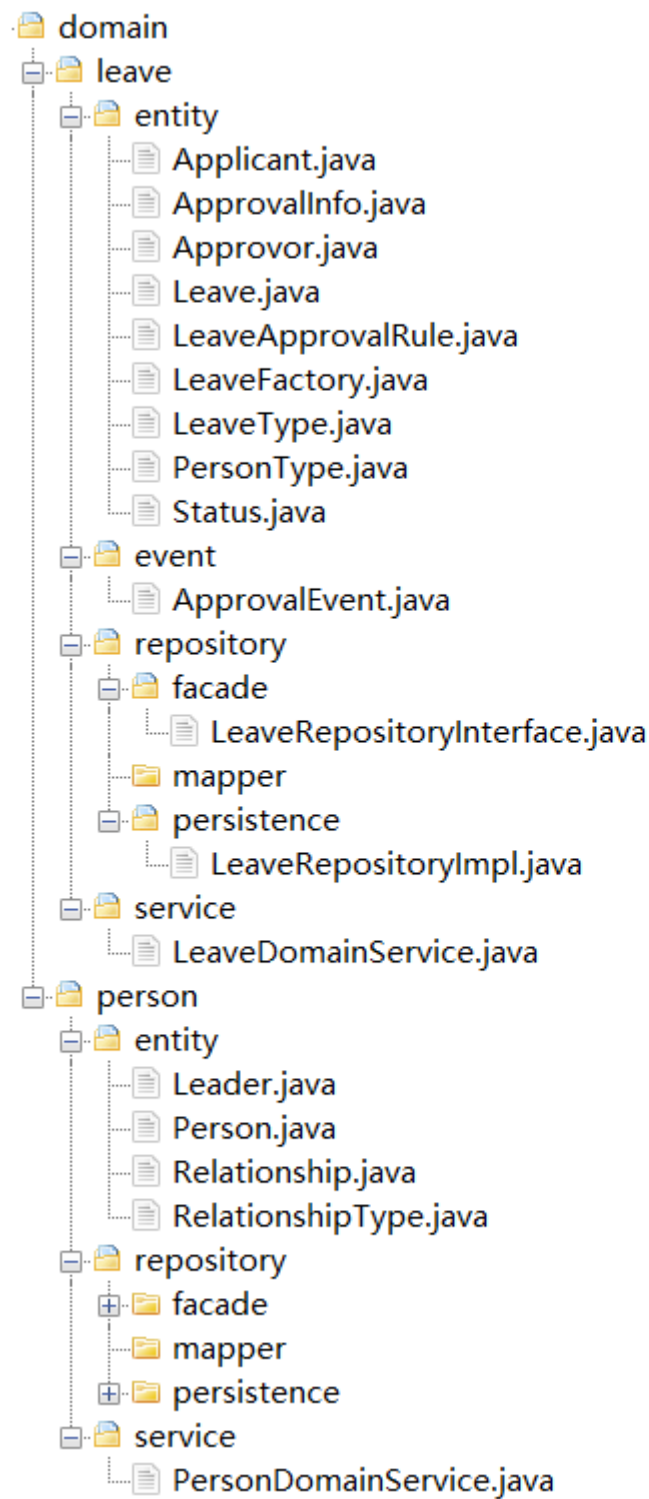 domain
leave
entity
Applicant.java
ApprovalInfo.java
Approvor.java
Leave.java
LeaveApprovalRule.java
LeaveFactory.java
LeaveType.java
PersonType.java
Status.java
event
ApprovalEvent.java
repository
facade
LeaveRepositoryInterface.java
mapper
persistence
LeaveRepositoryImpl.java
service
LeaveDomainService.java
person
entity
Leader.java
Person.java
Relationship.java
RelationshipType.java
repository
facade
mapper
persistence
service
PersonDomainService.java